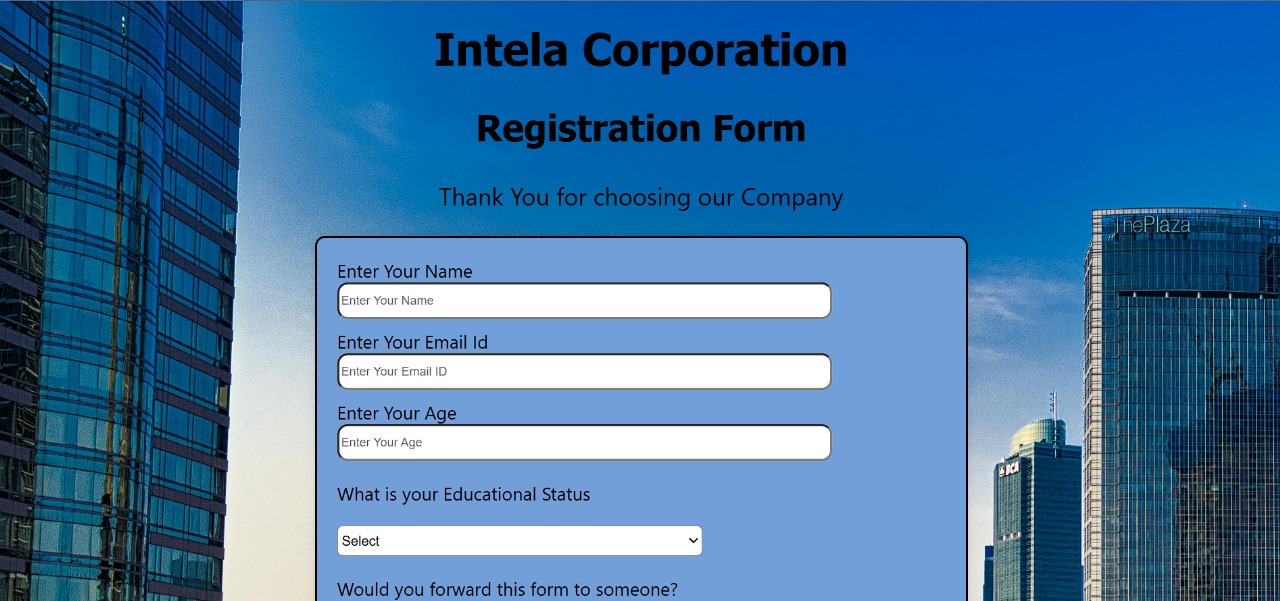 Intela Corporation
Registration Form
Thank You for choosing our Company
ThePlaza
Enter Your Name
Enter Your Name
Enter Your Email Id
Enter Your Email ID
Enter Your Age
Enter Your Age
BCA
What is your Educational Status
Select
Would you forward this form to someone?